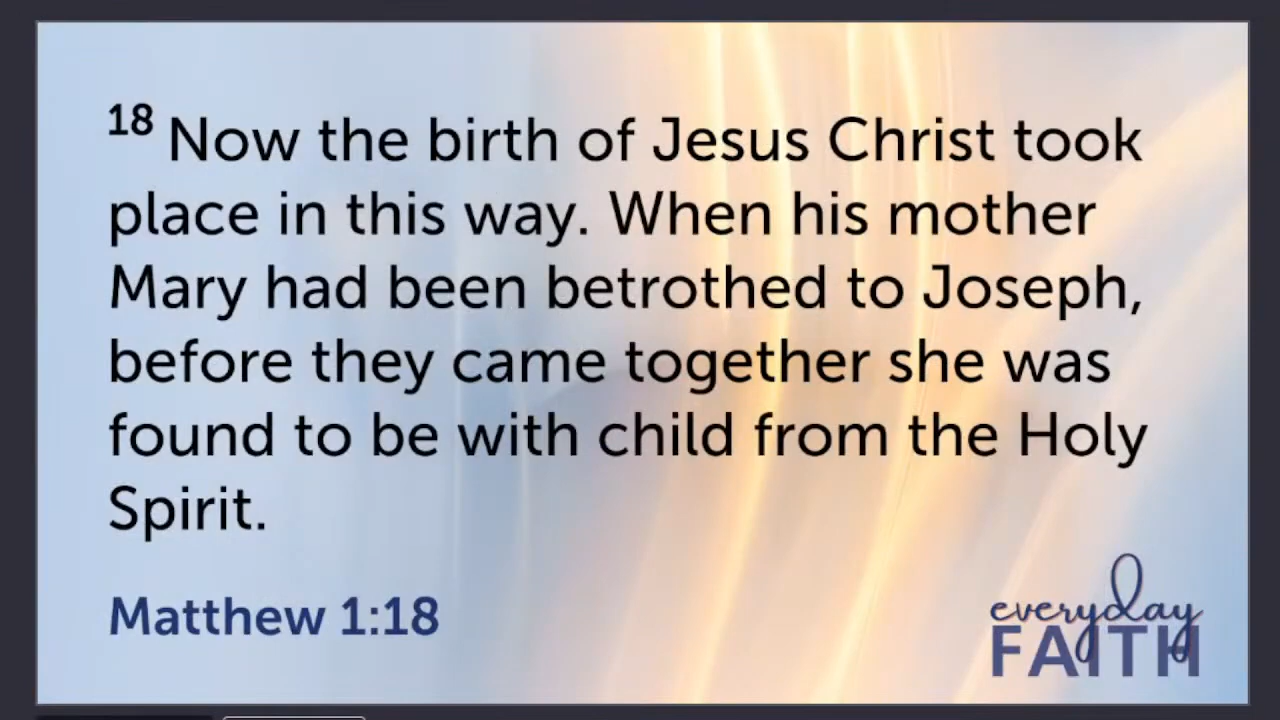 18 Now the birth of Jesus Christ took
place in this way. When his mother
Mary had been betrothed to Joseph,
before they came together she was
found to be with child from the Holy
Spirit.
Matthew 1:18
everyday
FAITH